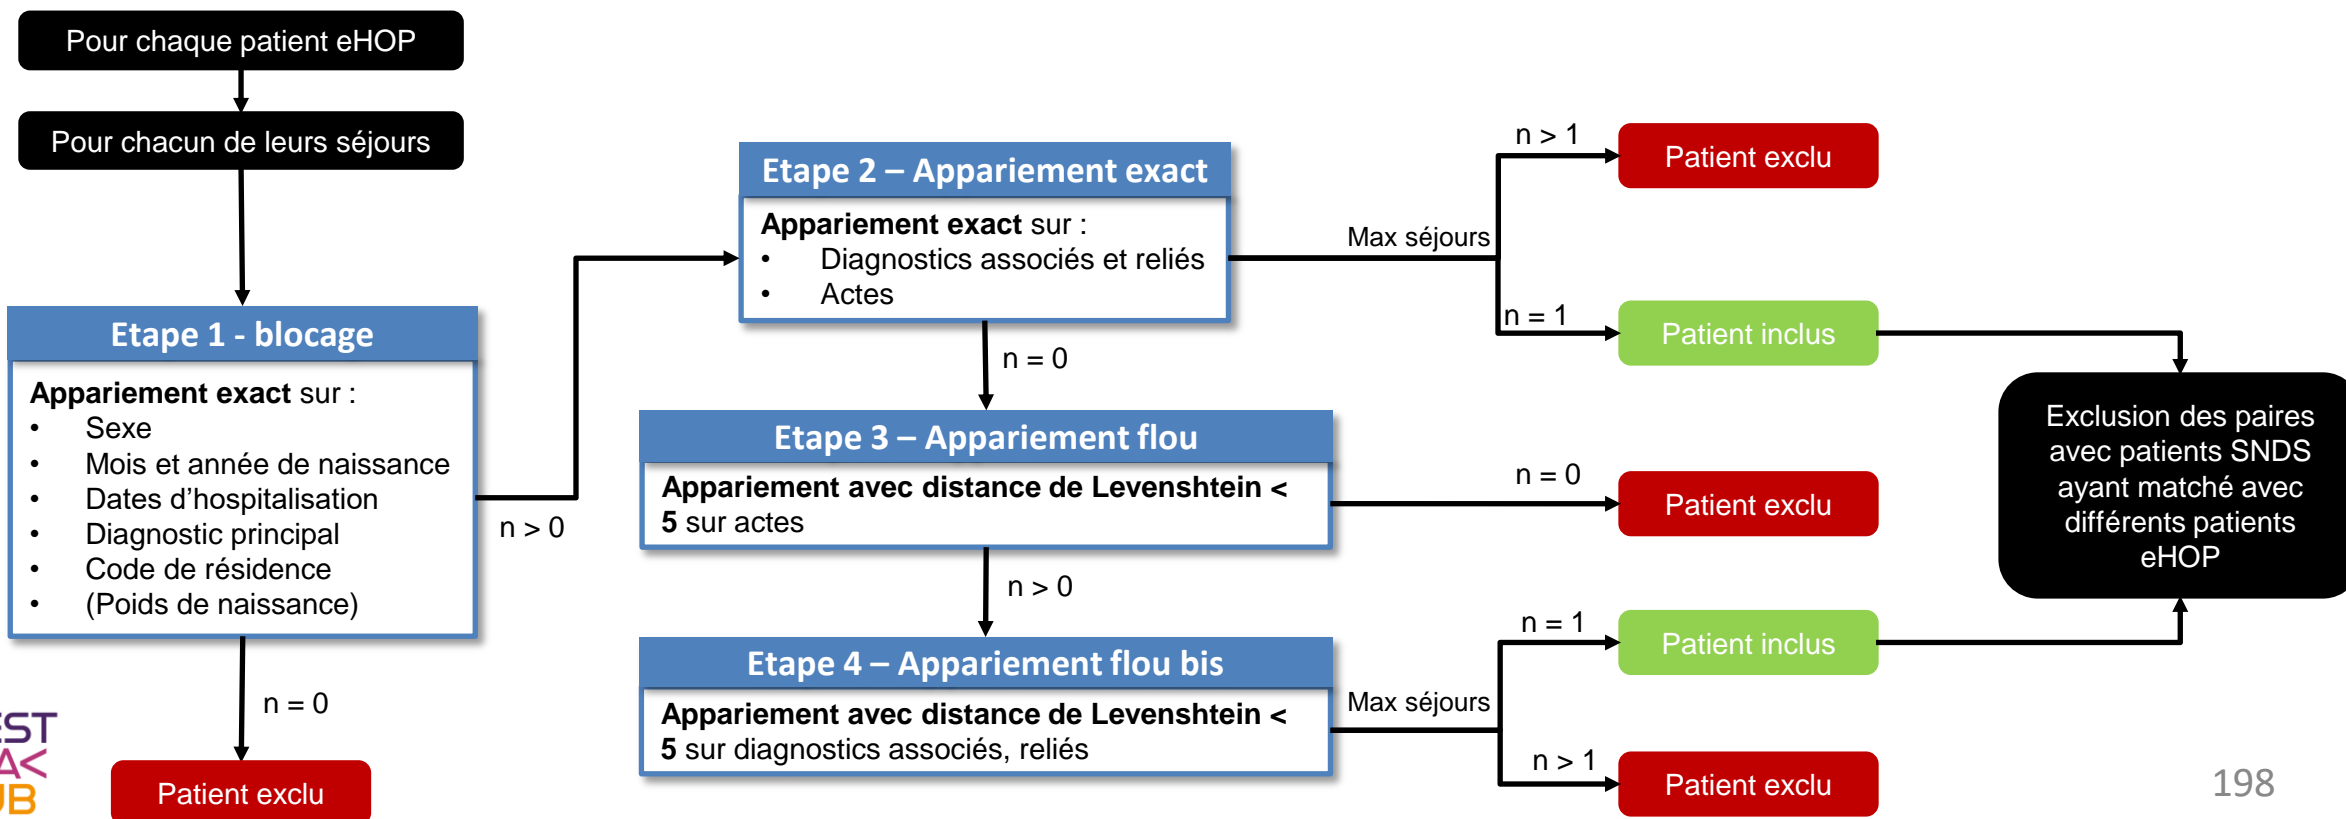 Pour chaque patient eHOP
Pour chacun de leurs séjours
Etape 1 - blocage
Appariement exact sur :
• Sexe
• Mois et année de naissance
• Dates d'hospitalisation
• Diagnostic principal
• Code de résidence
• (Poids de naissance)
n > 0
n = 0
Patient exclu
Etape 2 – Appariement exact
Appariement exact sur :
• Diagnostics associés et reliés
• Actes
n = 0
Max séjours
n > 1
Patient exclu
n = 1
Patient inclus
Etape 3 – Appariement flou
Appariement avec distance de Levenshtein <
5 sur actes
n = 0
Patient exclu
n > 0
Etape 4 – Appariement flou bis
Appariement avec distance de Levenshtein <
5 sur diagnostics associés, reliés
Max séjours
n = 1
Patient inclus
n > 1
Patient exclu
Exclusion des paires
avec patients SNDS
ayant matché avec
différents patients
eHOP
EST
UB
198